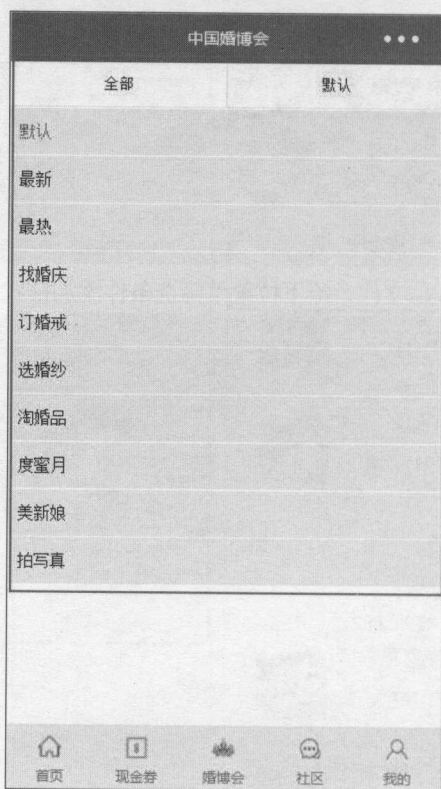 中国婚博会
全部 默认
默认
最新
最热
找婚庆
订婚戒
选婚纱
淘婚品
度蜜月
美新娘
拍写真
首页 现金券 婚博会 社区 我的